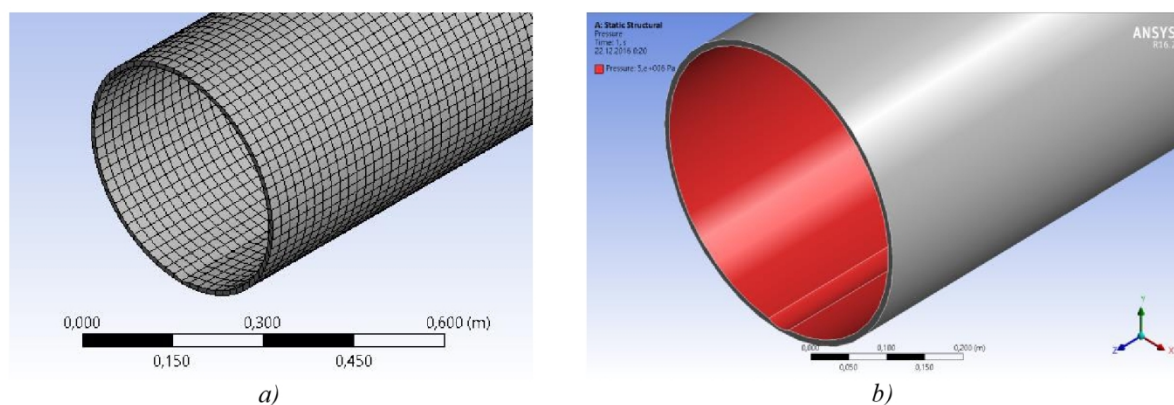 0,000
0,300
0,600 (m)
0,150
0,450
a)
A: Static Structural
Pressure
Time: 1, s
22.12.2016 8:20
Pressure: 5,e+006 Pa
ANSYS
R16.2
0,000
0,100
0,200 (m)
0,050
0,150
Y
Z
X
b)